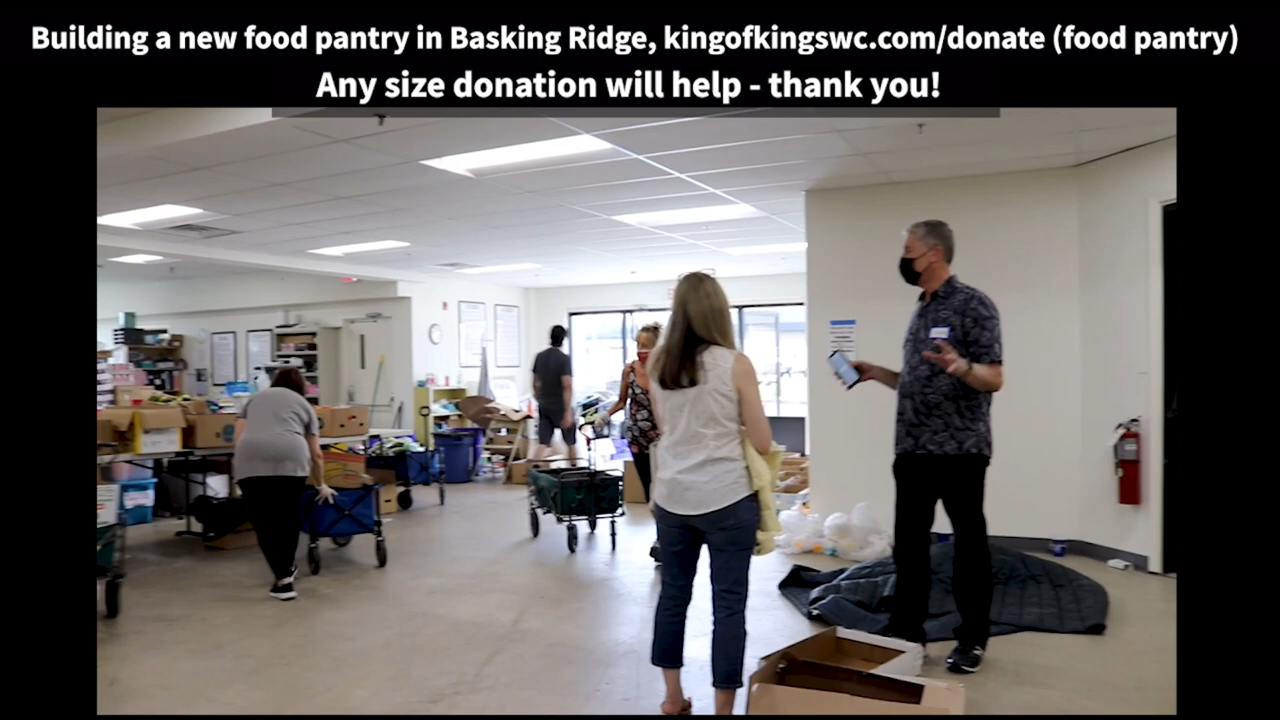 Building a new food pantry in Basking Ridge, kingofkingswc.com/donate (food pantry)
Any size donation will help - thank you!